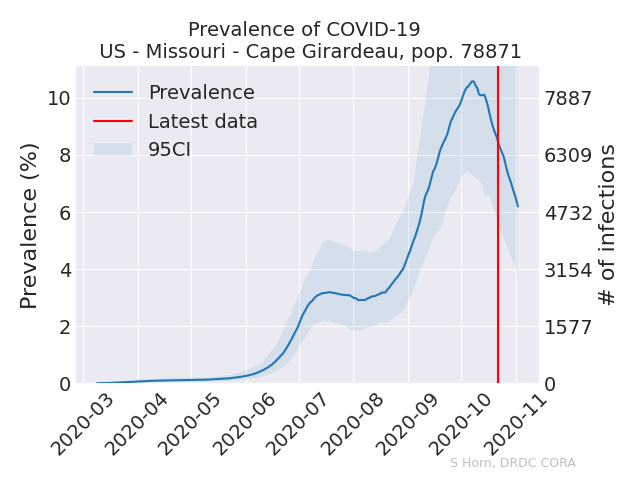 Prevalence of COVID-19
US - Missouri - Cape Girardeau, pop. 78871
Prevalence (%)
10
8
6
4
2
0
Prevalence
Latest data
95CI
7887
6309
4732
3154
1577
0
# of infections
2020-03
2020-04
2020-05
2020-06
2020-07
2020-08
2020-09
2020-10
2020-11
S Horn, DRDC CORA